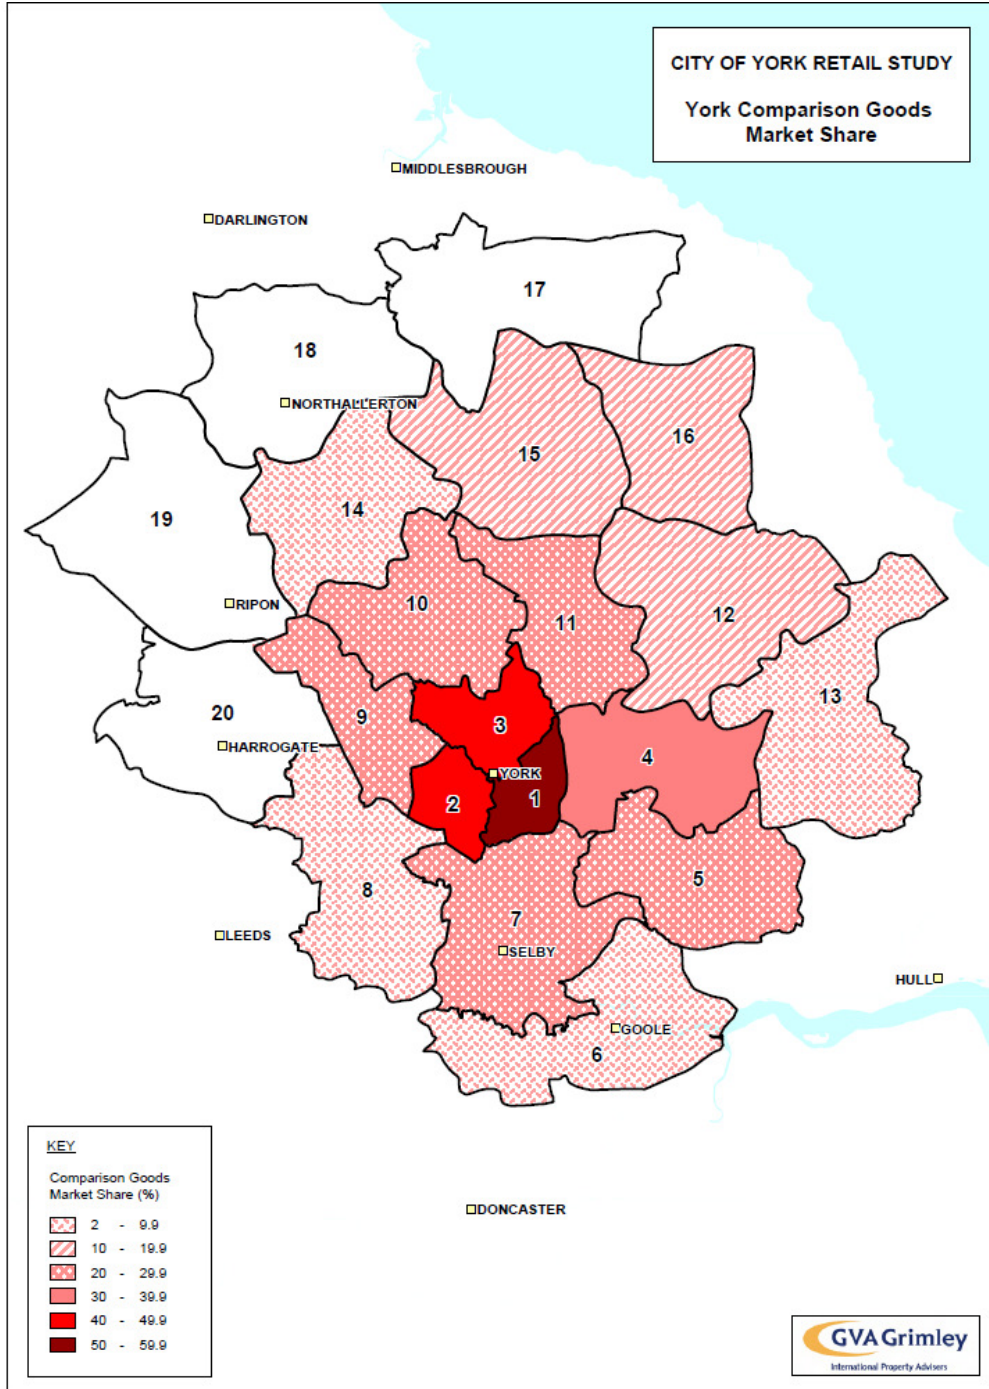 CITY OF YORK RETAIL STUDY
York Comparison Goods
Market Share
MIDDLESBROUGH
DARLINGTON
17
18
NORTHALLERTON
16
15
14
19
RIPON
10
11
12
13
20
9
3
HARROGATE
4
YORK
1
2
5
8
7
LEEDS
SELBY
HULL
GOOLE
6
KEY
Comparison Goods
Market Share (%)
2 - 9.9
10 - 19.9
20 - 29.9
30 - 39.9
40 - 49.9
50 - 59.9
DONCASTER
GVA Grimley
International Property Advisers